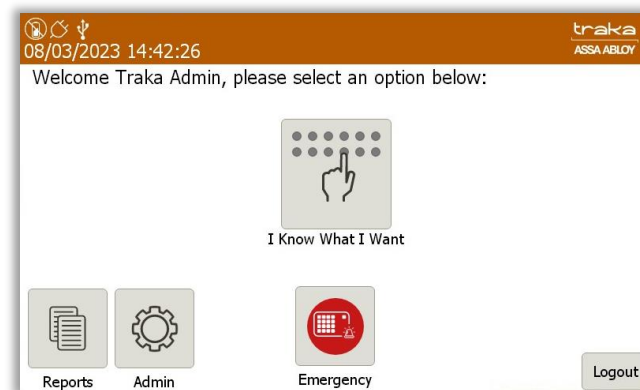 traka
08/03/2023 14:42:26
ASSA ABLOY
Welcome Traka Admin, please select an option below:
I Know What I Want
Reports
Admin
Emergency
Logout